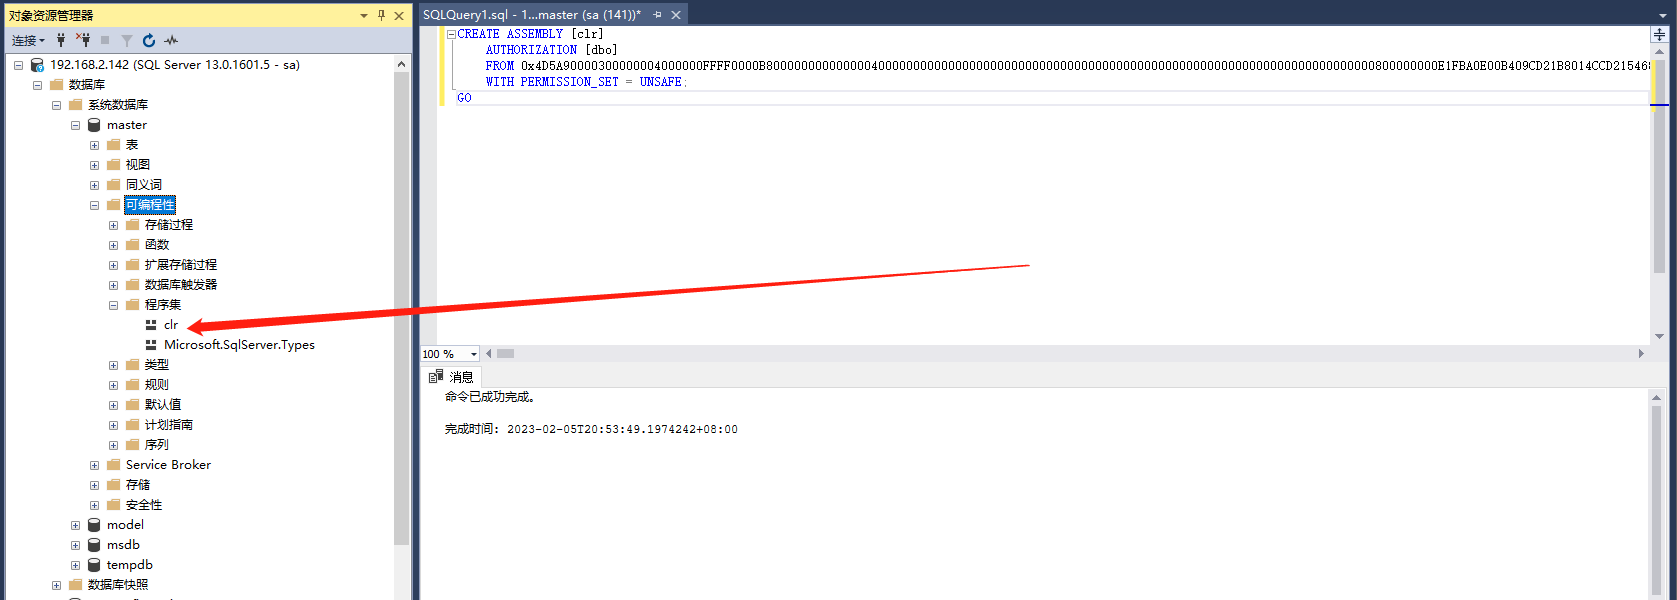 对象资源管理器
连接
192.168.2.142 (SQL Server 13.0.1601.5 - sa)
数据库
系统数据库
master
表
视图
同义词
可编程性
存储过程
函数
扩展存储过程
数据库触发器
程序集
clr
Microsoft.SqlServer.Types
类型
规则
默认值
计划指南
序列
Service Broker
存储
安全性
model
msdb
tempdb
数据库快照
SQLQuery1.sql - 1...master (sa (141))*
CREATE ASSEMBLY [clr]
AUTHORIZATION [dbo]
WITH PERMISSION_SET = UNSAFE;
GO
100 %
消息
命令已成功完成。
完成时间: 2023-02-05T20:53:49.1974242+08:00